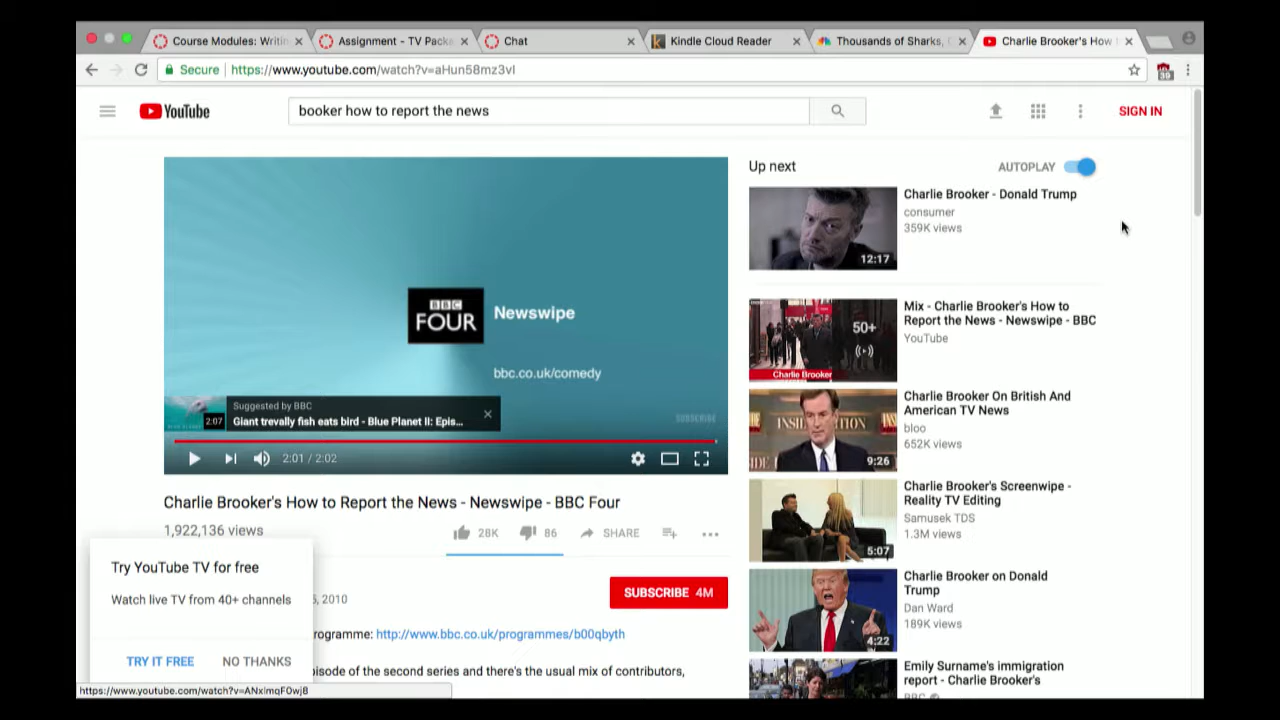 Course Modules: Writin
Assignment - TV Packa
Chat
Kindle Cloud Reader
Thousands of Sharks,
Charlie Brooker's How
Secure
https://www.youtube.com/watch?v=aHun58mz3vI
39
YouTube
booker how to report the news
SIGN IN
BBC
FOUR
Newswipe
bbc.co.uk/comedy
Suggested by BBC
2:07
Giant trevally fish eats bird - Blue Planet II: Epis...
SUBSCRIBE
2:01 / 2:02
Charlie Brooker's How to Report the News - Newswipe - BBC Four
1,922,136 views
28K
86
SHARE
Try YouTube TV for free
Watch live TV from 40+ channels
TRY IT FREE
NO THANKS
5, 2010
SUBSCRIBE 4M
rogramme: http://www.bbc.co.uk/programmes/b00qbyth
pisode of the second series and there's the usual mix of contributors,
https://www.youtube.com/watch?v=ANximqF0wj8
Up next
AUTOPLAY
12:17
Charlie Brooker - Donald Trump
consumer
359K views
50+
Charlie Brooker
Mix - Charlie Brooker's How to
Report the News - Newswipe - BBC
YouTube
9:26
Charlie Brooker On British And
American TV News
bloo
652K views
5:07
Charlie Brooker's Screenwipe -
Reality TV Editing
Samusek TDS
1.3M views
4:22
Charlie Brooker on Donald
Trump
Dan Ward
189K views
Emily Surname's immigration
report - Charlie Brooker's
BBC